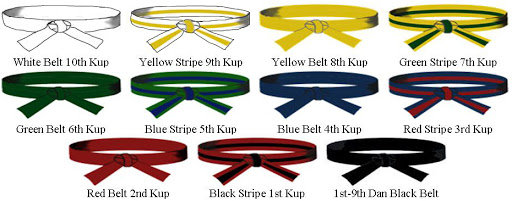 White Belt 10th Kup
Yellow Stripe 9th Kup
Yellow Belt 8th Kup
Green Stripe 7th Kup
Green Belt 6th Kup
Blue Stripe 5th Kup
Blue Belt 4th Kup
Red Stripe 3rd Kup
Red Belt 2nd Kup
Black Stripe 1st Kup
1st-9th Dan Black Belt